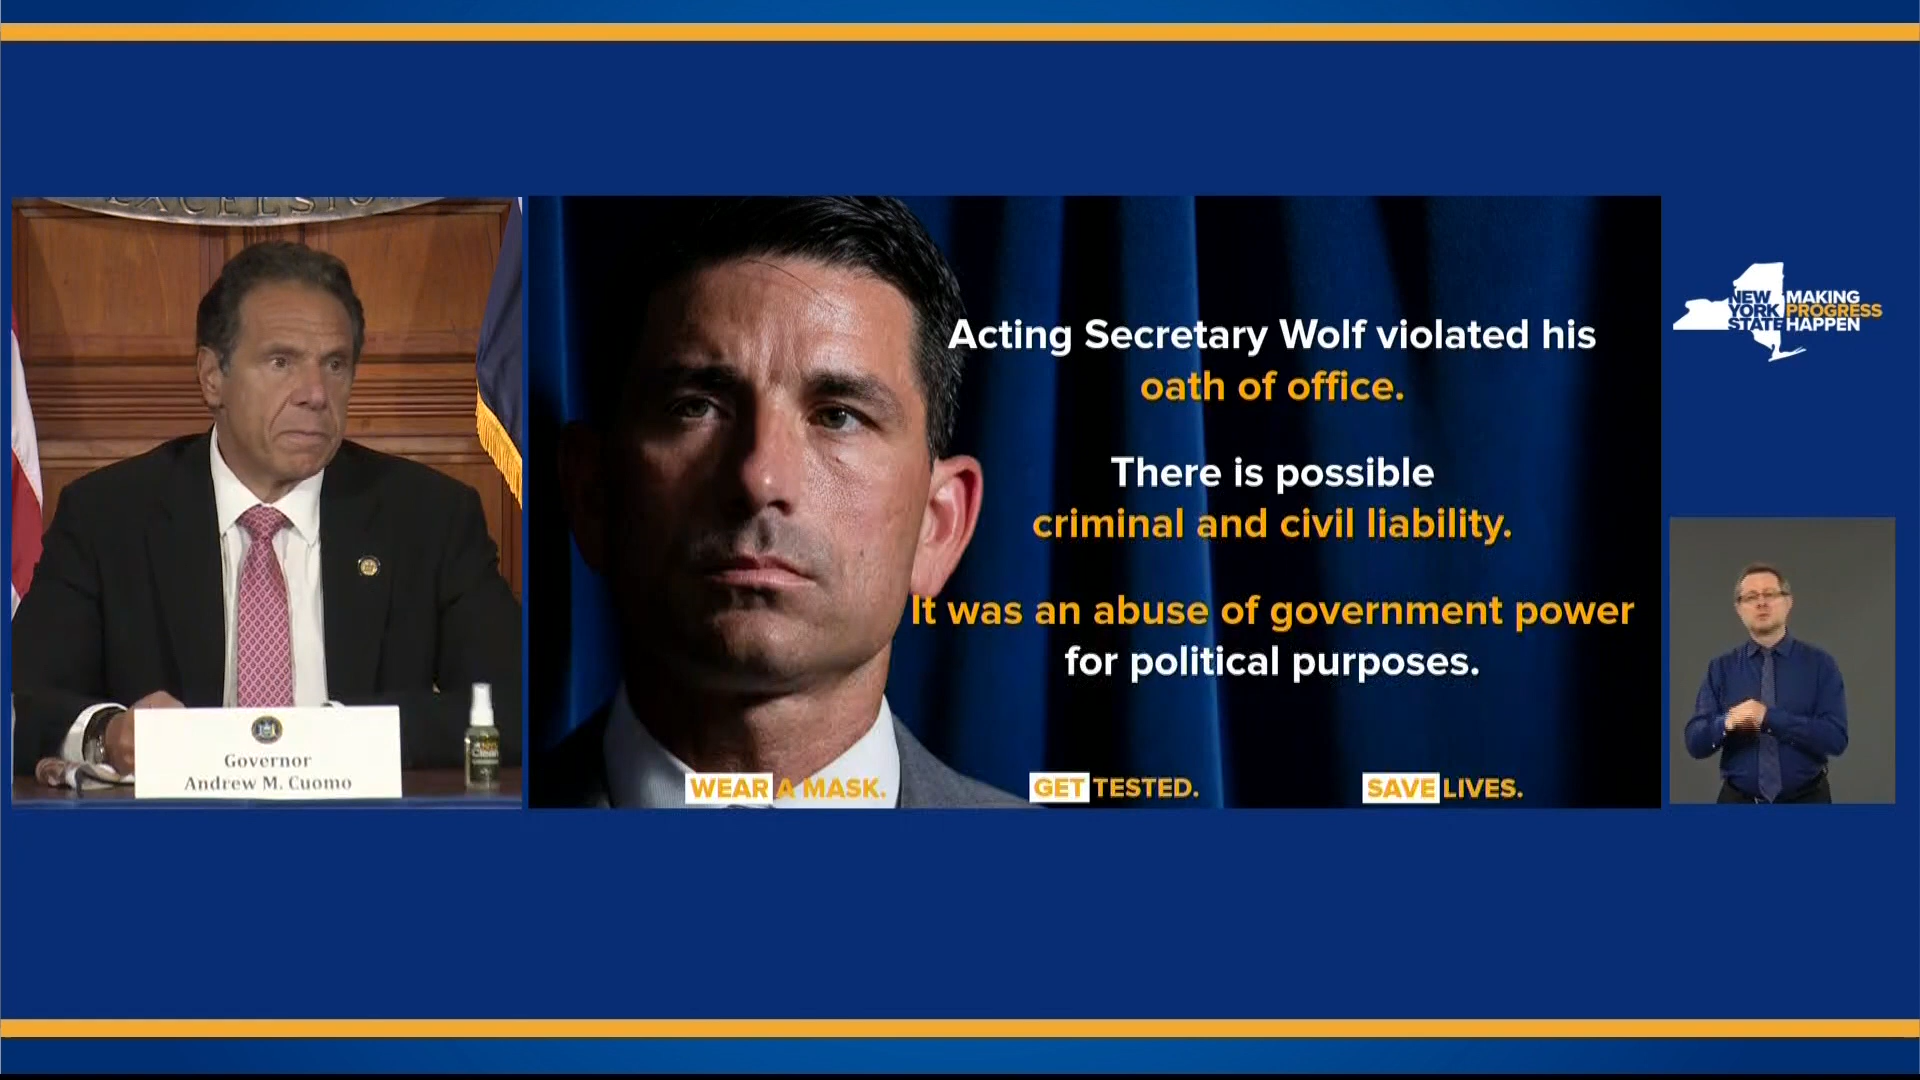 EXCELSIOR
Governor
Andrew M. Cuomo
Acting Secretary Wolf violated his
oath of office.
There is possible
criminal and civil liability.
It was an abuse of government power
for political purposes.
WEAR A MASK.
GET TESTED.
SAVE LIVES.
NEW YORK STATE
MAKING PROGRESS HAPPEN